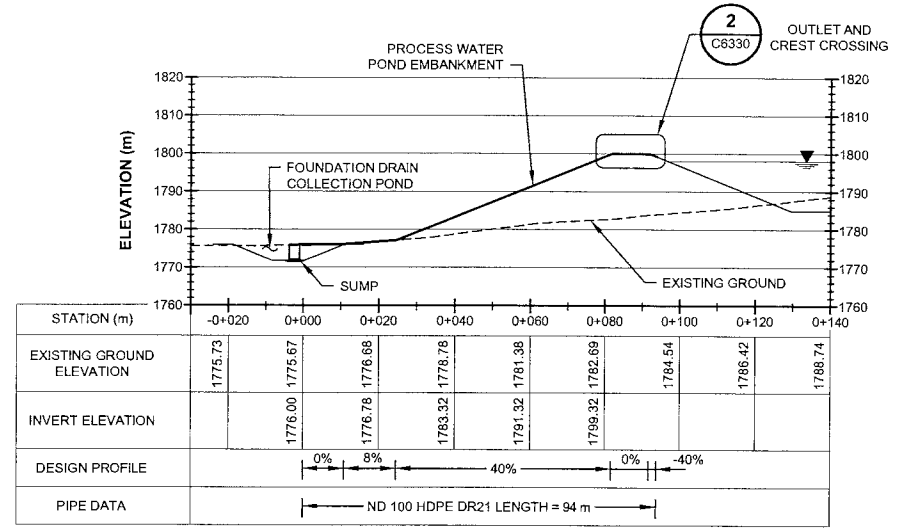 2
C6330
OUTLET AND
CREST CROSSING
PROCESS WATER
POND EMBANKMENT
1820
1820
1810
1810
1800
1800
FOUNDATION DRAIN
COLLECTION POND
1790
1790
1780
1780
1770
1770
1760
1760
ELEVATION (m)
SUMP
EXISTING GROUND
STATION (m)
-0+020
0+000
0+020
0+040
0+060
0+080
0+100
0+120
0+140
EXISTING GROUND
ELEVATION
1775.73
1775.67
1776.68
1778.78
1781.38
1782.69
1784.54
1786.42
1788.74
INVERT ELEVATION
1776.00
1776.78
1783.32
1791.32
1799.32
DESIGN PROFILE
0%
8%
40%
0%
-40%
PIPE DATA
ND 100 HDPE DR21 LENGTH = 94 m